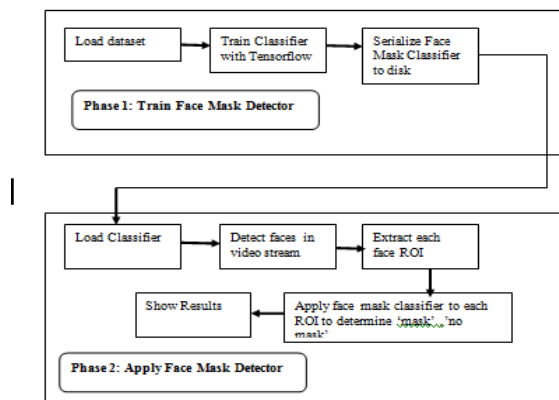 Load dataset
Train Classifier
with Tensorflow
Serialize Face
Mask Classifier
to disk
Phase 1: Train Face Mask Detector
Load Classifier
Detect faces in
video stream
Extract each
face ROI
Show Results
Apply face mask classifier to each
ROI to determine ‘mask’ , ’no
mask’
Phase 2: Apply Face Mask Detector